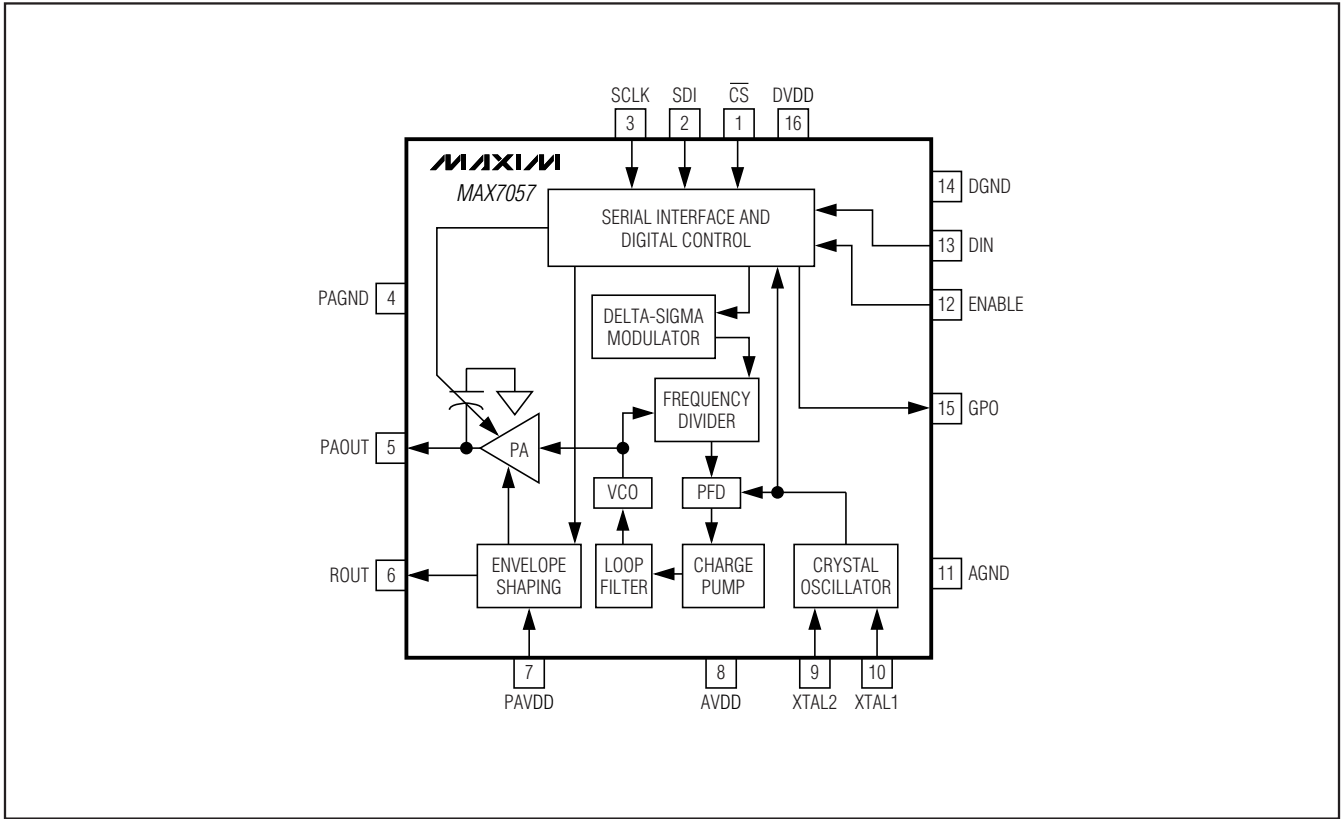 SCLK SDI CS DVDD
3 2 1 16
MAXIM
MAX7057
SERIAL INTERFACE AND
DIGITAL CONTROL
14 DGND
13 DIN
12 ENABLE
PAGND 4
DELTA-SIGMA
MODULATOR
FREQUENCY
DIVIDER
15 GPO
PAOUT 5
PA
VCO
PFD
ROUT 6
ENVELOPE
SHAPING
LOOP
FILTER
CHARGE
PUMP
CRYSTAL
OSCILLATOR
11 AGND
7 8 9 10
PAVDD AVDD XTAL2 XTAL1